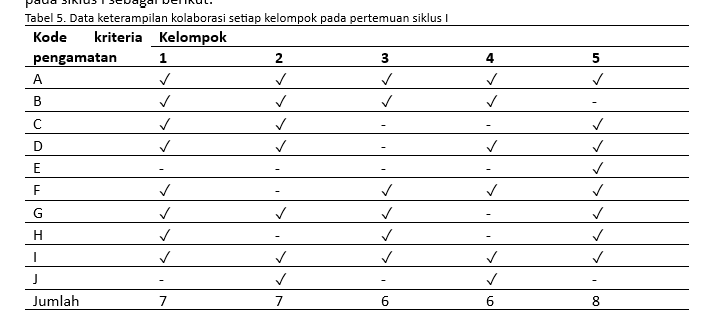 pada siklus I sebagai berikut.
Tabel 5. Data keterampilan kolaborasi setiap kelompok pada pertemuan siklus I
Kode kriteria Kelompok
pengamatan 1 2 3 4 5
A ✓ ✓ ✓ ✓ ✓
B ✓ ✓ ✓ ✓ -
C ✓ ✓ - - ✓
D ✓ ✓ - ✓ ✓
E - - - - ✓
F ✓ - ✓ ✓ ✓
G ✓ ✓ ✓ - ✓
H ✓ - ✓ - ✓
I ✓ ✓ ✓ ✓ ✓
J - ✓ - ✓ -
Jumlah 7 7 6 6 8